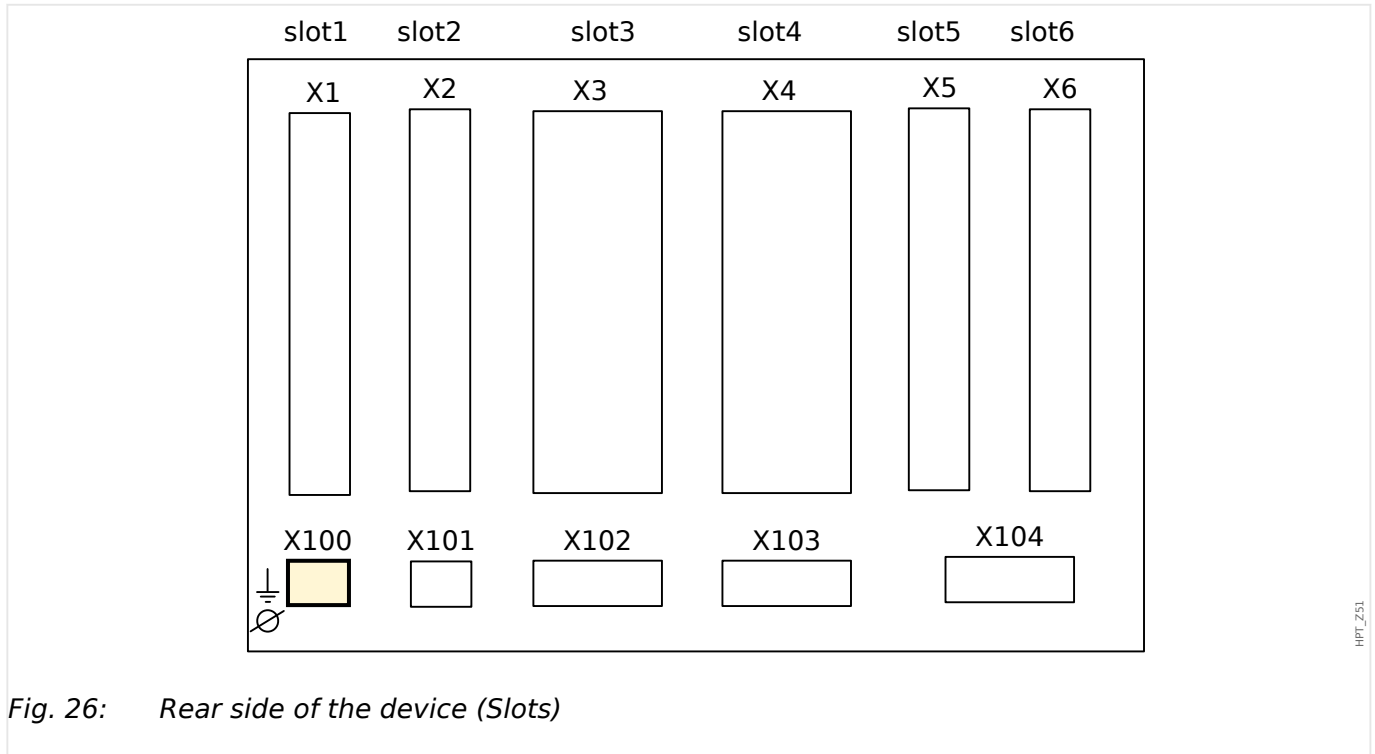 slot1 slot2 slot3 slot4 slot5 slot6
X1 X2 X3 X4 X5 X6
X100 X101 X102 X103 X104
HPT_Z51
Fig. 26: Rear side of the device (Slots)